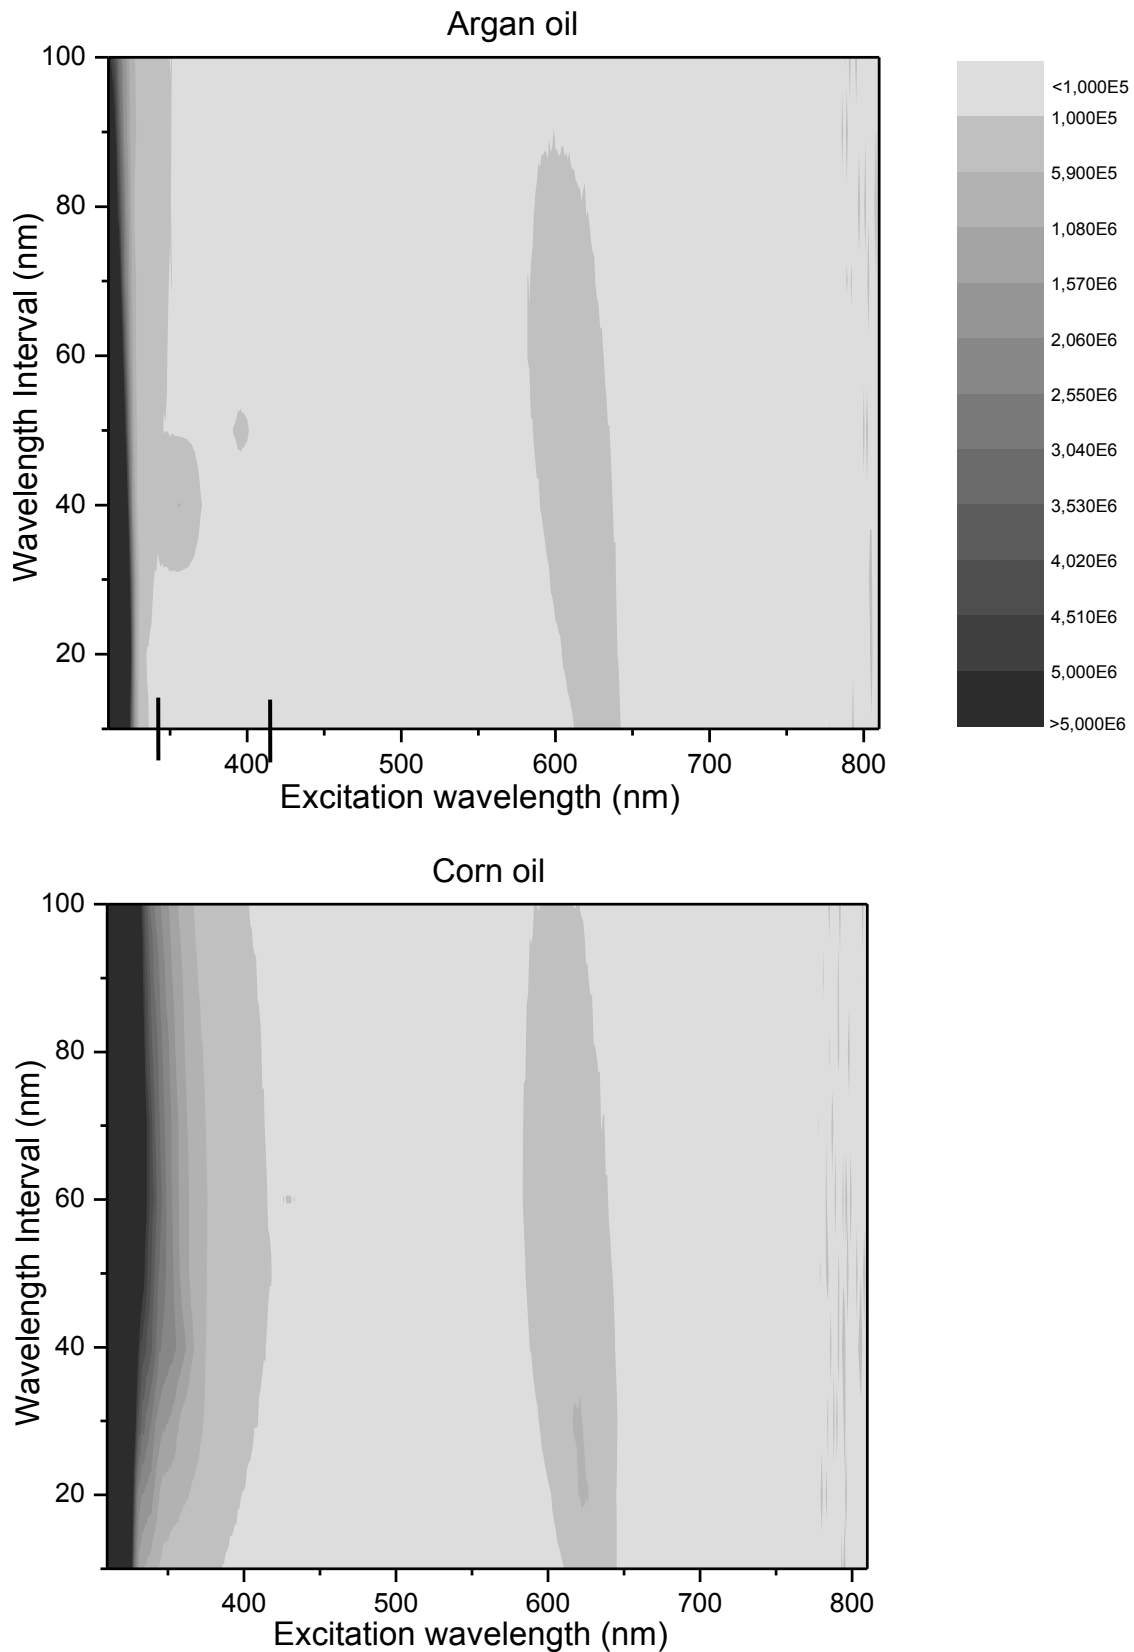 Argan oil
100
80
60
40
20
Wavelength Interval (nm)
400 500 600 700 800
Excitation wavelength (nm)
<1,000E5
1,000E5
5,900E5
1,080E6
1,570E6
2,060E6
2,550E6
3,040E6
3,530E6
4,020E6
4,510E6
5,000E6
>5,000E6
Corn oil
100
80
60
40
20
Wavelength Interval (nm)
400 500 600 700 800
Excitation wavelength (nm)